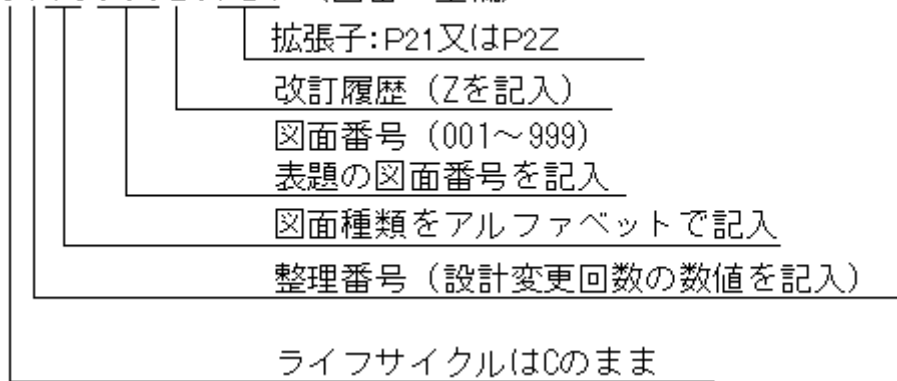 拡張子:P21又はP2Z
改訂履歴（Zを記入）
図面番号（001～999）
表題の図面番号を記入
図面種類をアルファベットで記入
整理番号（設計変更回数の数値を記入）
ライフサイクルはCのまま